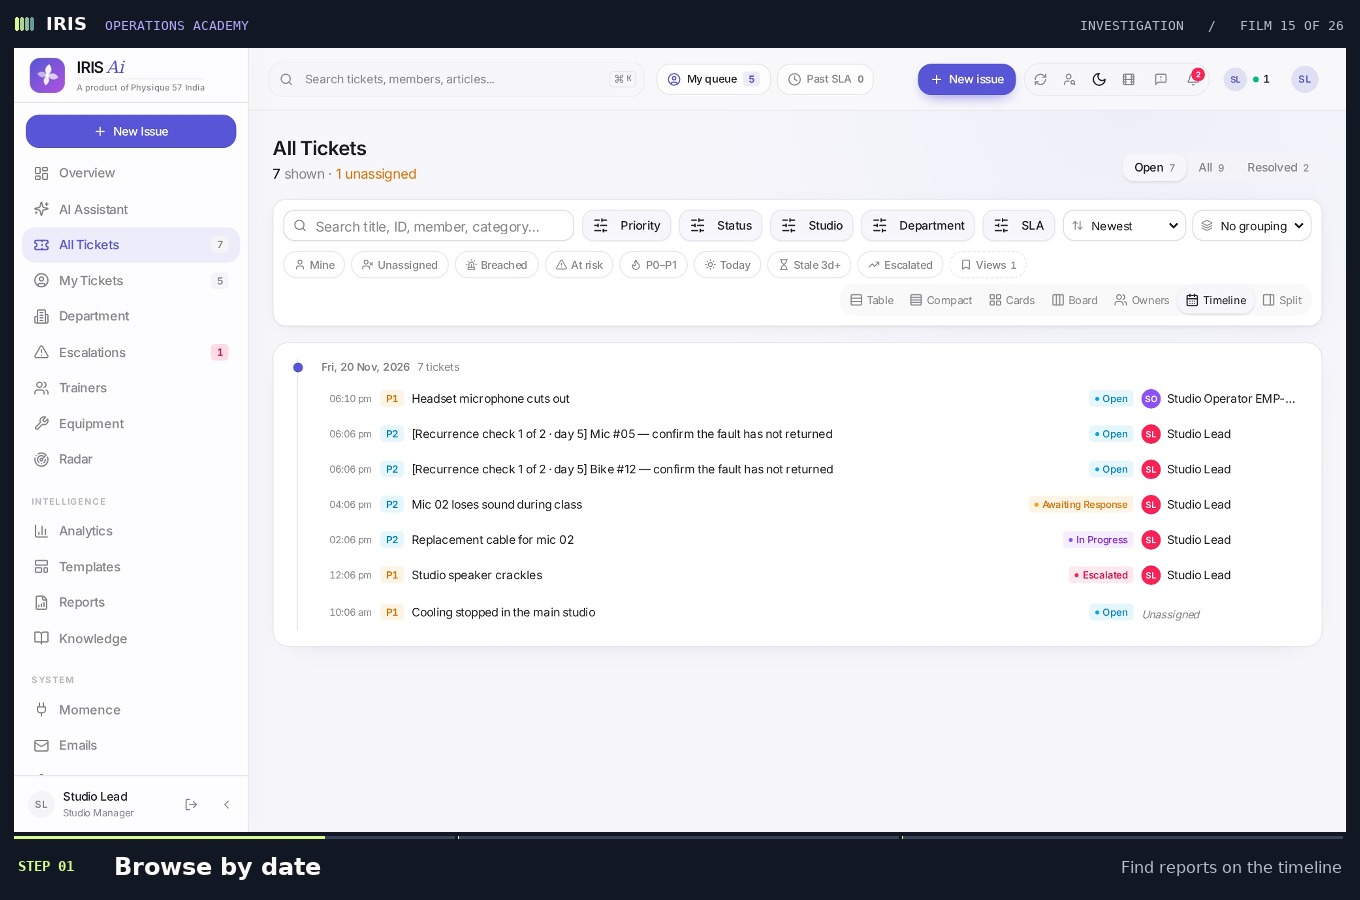 IRIS OPERATIONS ACADEMY
INVESTIGATION / FILM 15 OF 26
IRIS Ai
A product of Physique 57 India
Search tickets, members, articles...
⌘ K
My queue 5
Past SLA 0
+ New issue
2
SL 1
SL
+ New Issue
Overview
AI Assistant
All Tickets 7
My Tickets 5
Department
Escalations 1
Trainers
Equipment
Radar
INTELLIGENCE
Analytics
Templates
Reports
Knowledge
SYSTEM
Momence
Emails
SL Studio Lead
Studio Manager
All Tickets
7 shown · 1 unassigned
Open 7 All 9 Resolved 2
Search title, ID, member, category...
Priority Status Studio Department SLA Newest No grouping
Mine Unassigned Breached At risk P0–P1 Today Stale 3d+ Escalated Views 1
Table Compact Cards Board Owners Timeline Split
Fri, 20 Nov, 2026 7 tickets
06:10 pm P1 Headset microphone cuts out Open SO Studio Operator EMP-...
06:06 pm P2 [Recurrence check 1 of 2 · day 5] Mic #05 — confirm the fault has not returned Open SL Studio Lead
06:06 pm P2 [Recurrence check 1 of 2 · day 5] Bike #12 — confirm the fault has not returned Open SL Studio Lead
04:06 pm P2 Mic 02 loses sound during class Awaiting Response SL Studio Lead
02:06 pm P2 Replacement cable for mic 02 In Progress SL Studio Lead
12:06 pm P1 Studio speaker crackles Escalated SL Studio Lead
10:06 am P1 Cooling stopped in the main studio Open Unassigned
STEP 01 Browse by date
Find reports on the timeline